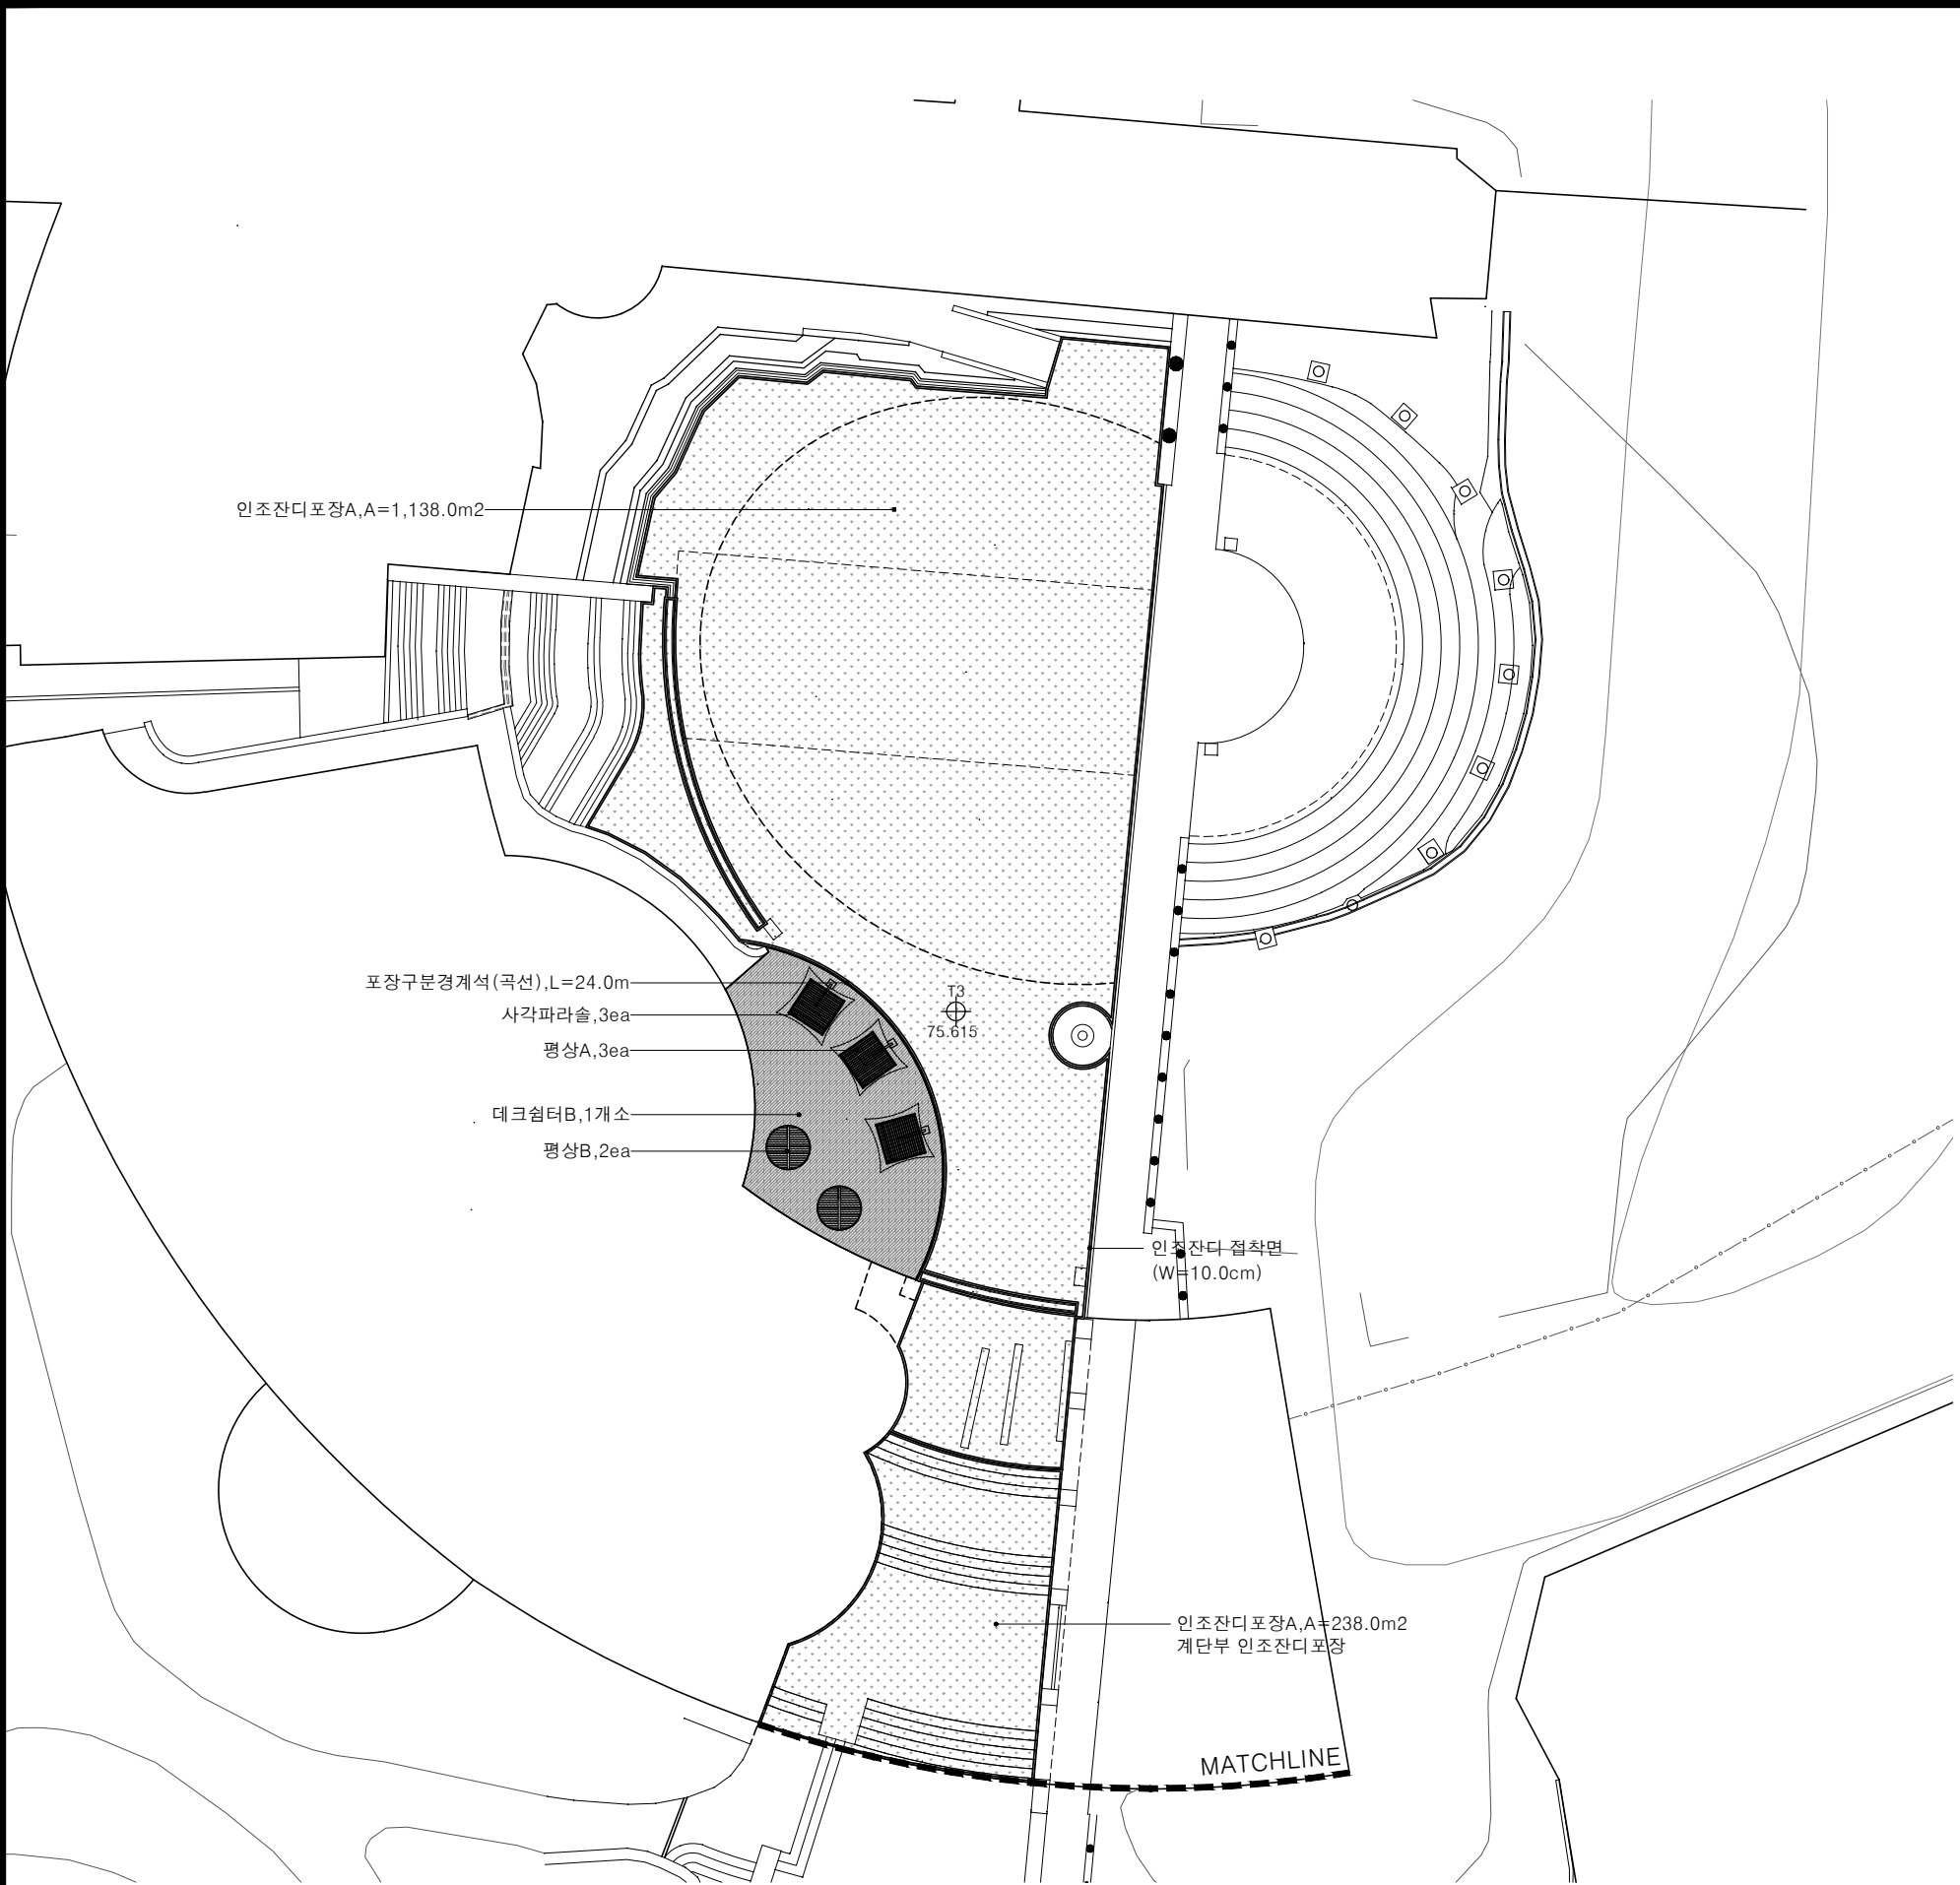 인조잔디포장A,A=1,138.0m2
포장구분경계석(곡선),L=24.0m
사각파라솔,3ea
평상A,3ea
데크쉼터B,1개소
평상B,2ea
T3
75.615
인조잔디 접착면
(W=10.0cm)
인조잔디포장A,A=238.0m2
계단부 인조잔디포장
MATCHLINE